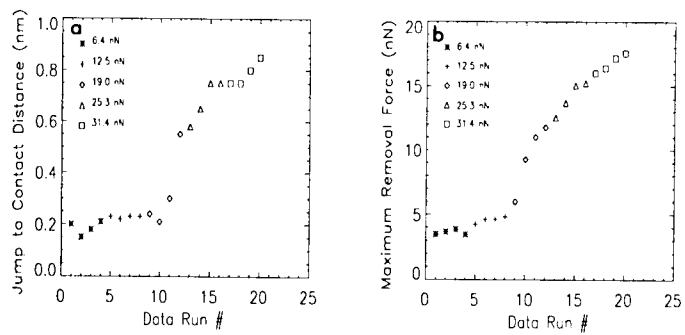 a
6.4 nN
12.5 nN
19.0 nN
25.3 nN
31.4 nN
Jump to Contact Distance (nm)
1.0
0.8
0.6
0.4
0.2
0.0
0 5 10 15 20 25
Data Run #
b
6.4 nN
12.5 nN
19.0 nN
25.3 nN
31.4 nN
Maximum Removal Force (nN)
20
15
10
5
0
0 5 10 15 20 25
Data Run #